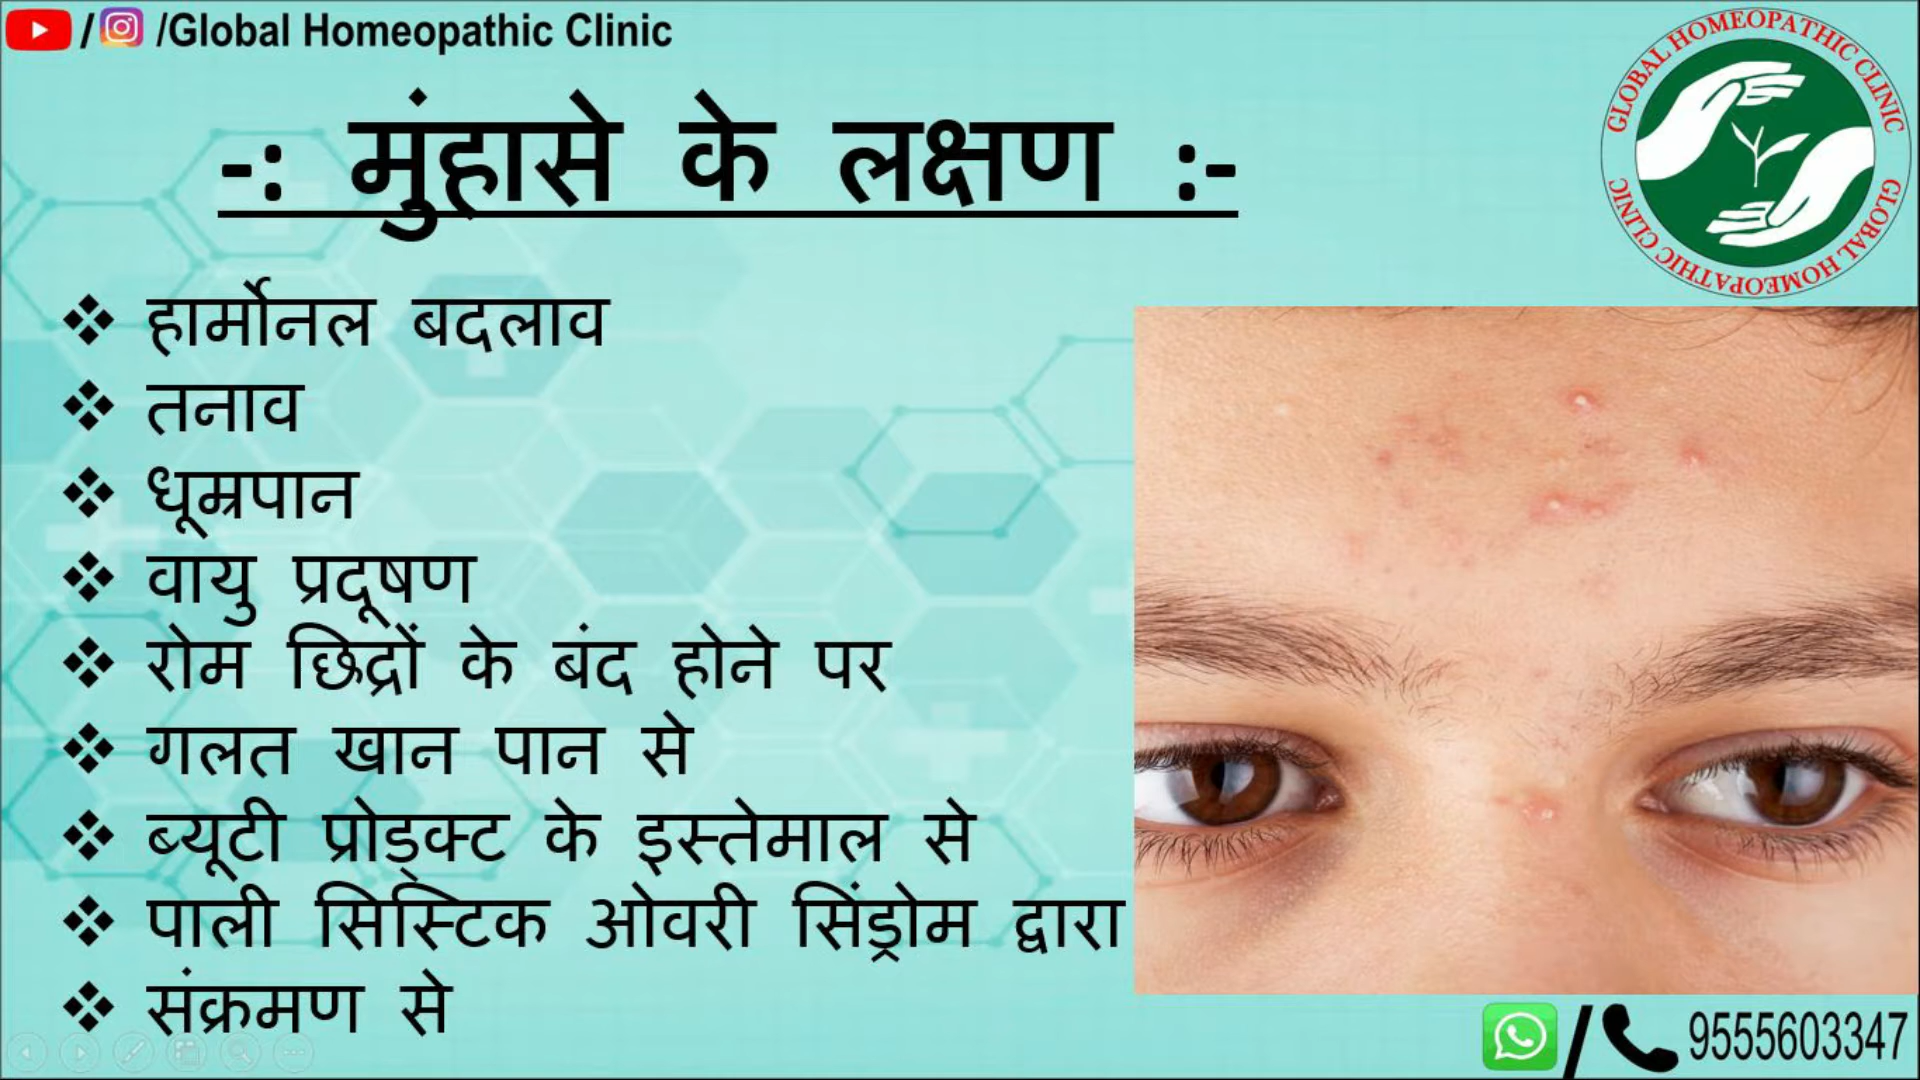 / /Global Homeopathic Clinic
GLOBAL HOMEOPATHIC CLINIC
GLOBAL HOMEOPATHIC CLINIC
-: मुंहासे के लक्षण :-
❖ हार्मोनल बदलाव
❖ तनाव
❖ धूम्रपान
❖ वायु प्रदूषण
❖ रोम छिद्रों के बंद होने पर
❖ गलत खान पान से
❖ ब्यूटी प्रोड्क्ट के इस्तेमाल से
❖ पाली सिस्टिक ओवरी सिंड्रोम द्वारा
❖ संक्रमण से
/ 9555603347